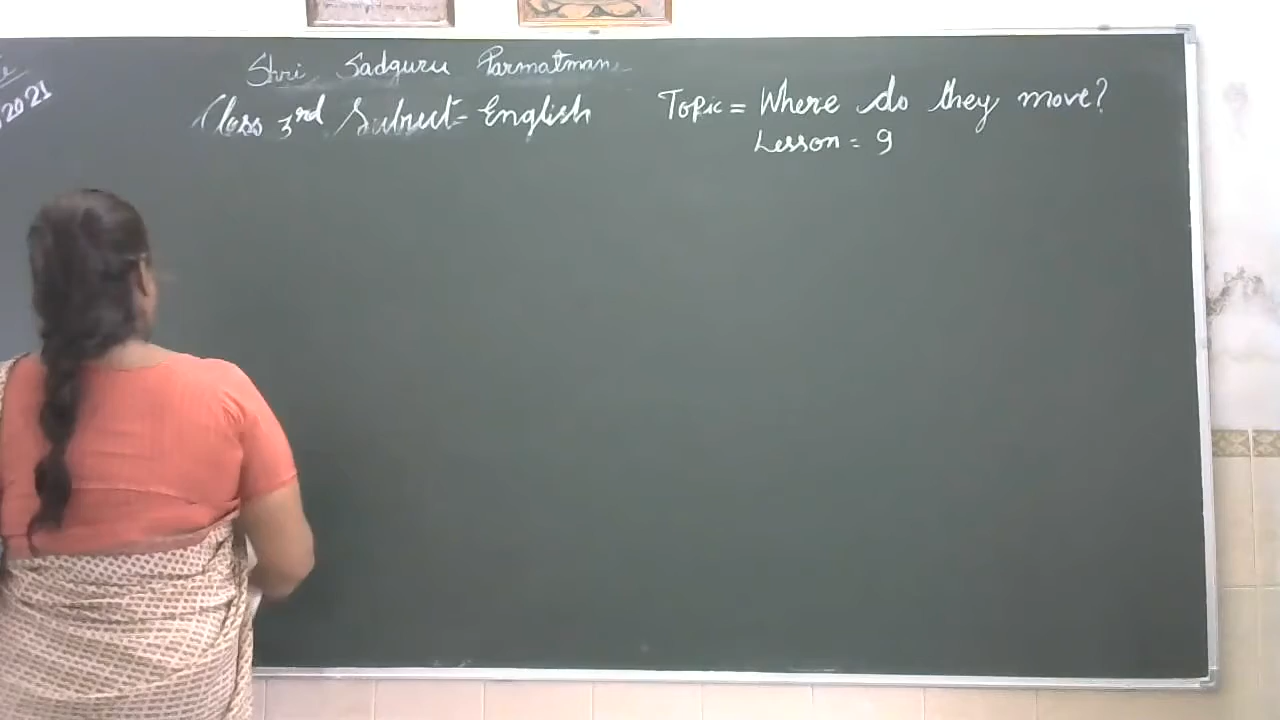 2021
Shri Sadguru Parmatman
Class 3rd Subject - English
Topic = Where do they move?
Lesson = 9